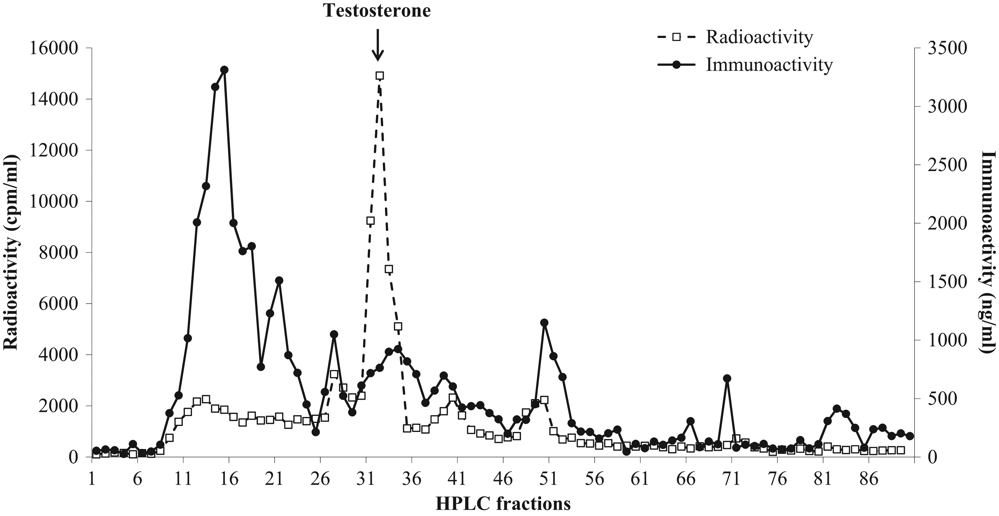 Testosterone
Radioactivity
Immunoactivity
16000
14000
12000
10000
8000
6000
4000
2000
0
Radioactivity (cpm/ml)
3500
3000
2500
2000
1500
1000
500
0
Immunoactivity (ng/ml)
1 6 11 16 21 26 31 36 41 46 51 56 61 66 71 76 81 86
HPLC fractions